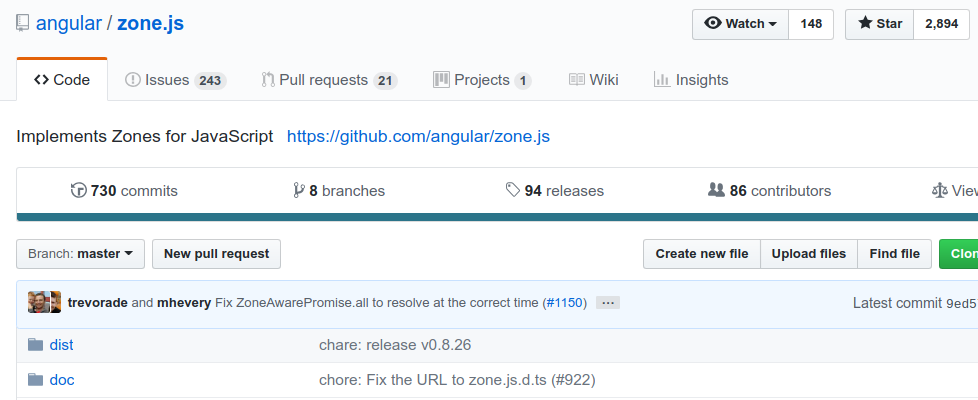 angular / zone.js Watch 148 Star 2,894
Code Issues 243 Pull requests 21 Projects 1 Wiki Insights
Implements Zones for JavaScript https://github.com/angular/zone.js
730 commits 8 branches 94 releases 86 contributors
Branch: master New pull request Create new file Upload files Find file
trevorade and mhevery Fix ZoneAwarePromise.all to resolve at the correct time (#1150) ... Latest commit 9ed5
dist chare: release v0.8.26
doc chore: Fix the URL to zone.js.d.ts (#922)